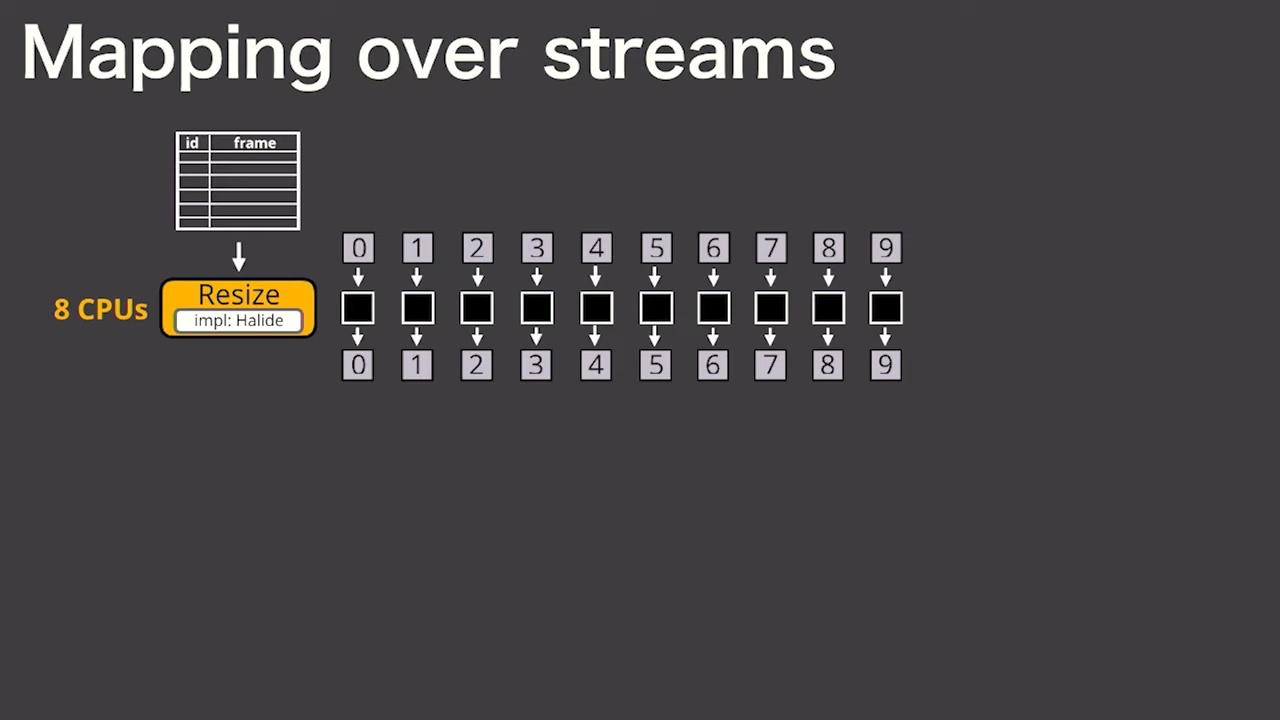 Mapping over streams
id frame
0 1 2 3 4 5 6 7 8 9
8 CPUs
Resize
impl: Halide
0 1 2 3 4 5 6 7 8 9